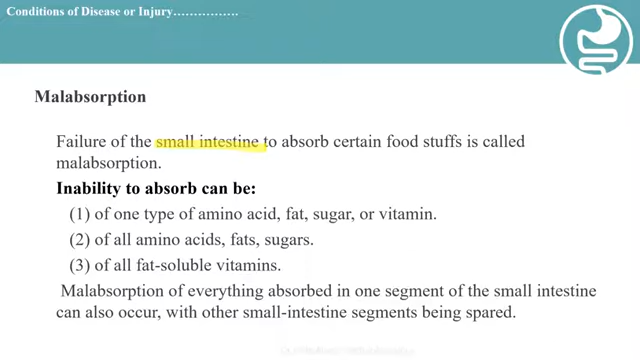 Conditions of Disease or Injury……………
Malabsorption
Failure of the small intestine to absorb certain food stuffs is called
malabsorption.
Inability to absorb can be:
(1) of one type of amino acid, fat, sugar, or vitamin.
(2) of all amino acids, fats, sugars.
(3) of all fat-soluble vitamins.
Malabsorption of everything absorbed in one segment of the small intestine
can also occur, with other small-intestine segments being spared.